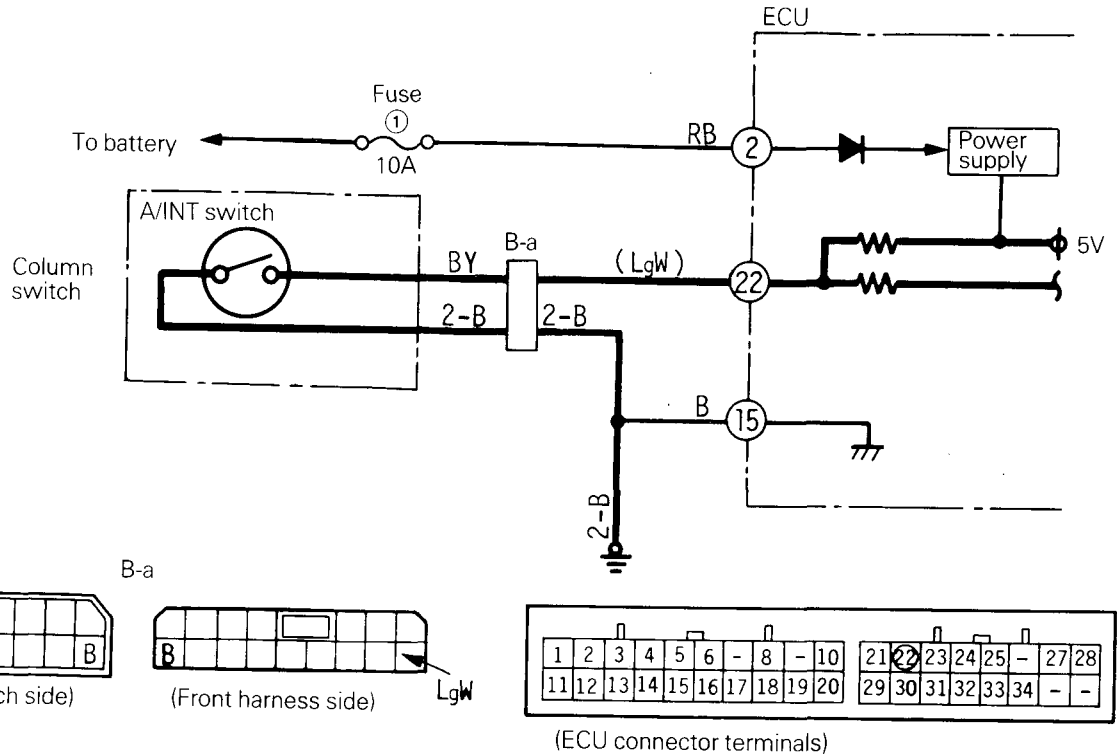 ECU
Fuse
①
10A
To battery
RB
2
Power
supply
A/INT switch
5V
Column
switch
B-a
BY
(LgW)
22
2-B
2-B
B
15
2-B
B-a
B
B
LgW
ch side)
(Front harness side)
1 2 3 4 5 6 - 8 - 10 21 22 23 24 25 - 27 28
11 12 13 14 15 16 17 18 19 20 29 30 31 32 33 34 - -
(ECU connector terminals)